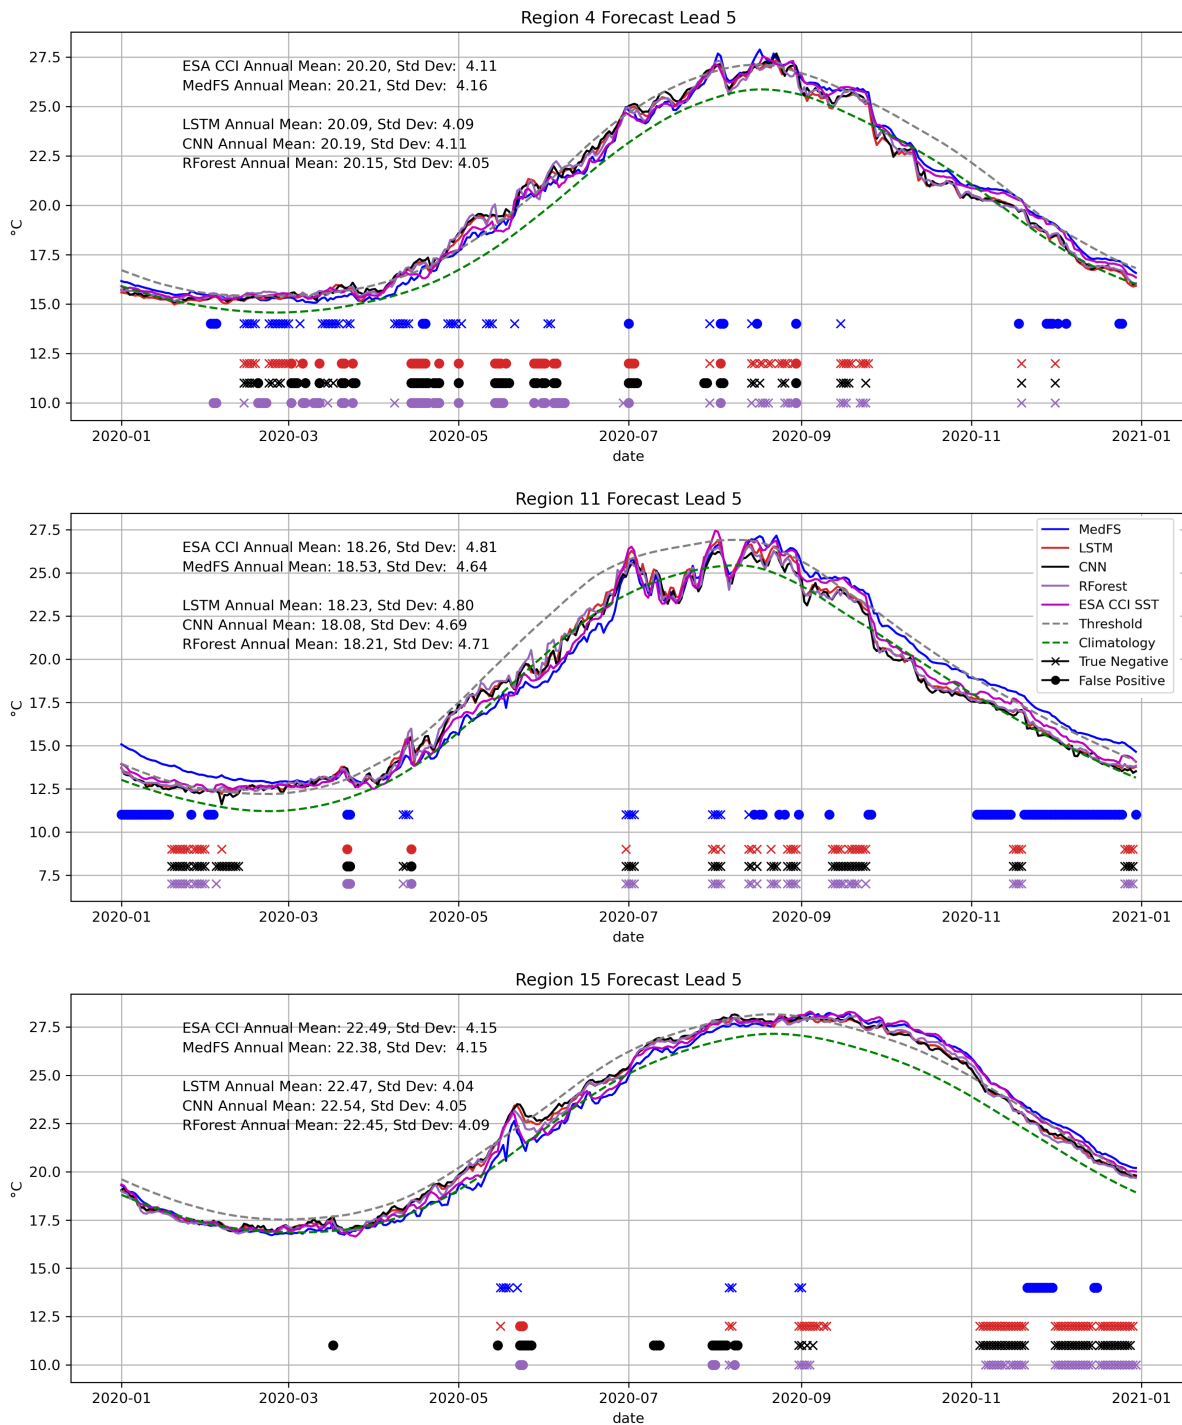 Region 4 Forecast Lead 5
ESA CCI Annual Mean: 20.20, Std Dev:  4.11
MedFS Annual Mean: 20.21, Std Dev:  4.16
LSTM Annual Mean: 20.09, Std Dev: 4.09
CNN Annual Mean: 20.19, Std Dev: 4.11
RForest Annual Mean: 20.15, Std Dev: 4.05
27.5
25.0
22.5
20.0
17.5
15.0
12.5
10.0
°C
2020-01 2020-03 2020-05 2020-07 2020-09 2020-11 2021-01
date
Region 11 Forecast Lead 5
ESA CCI Annual Mean: 18.26, Std Dev:  4.81
MedFS Annual Mean: 18.53, Std Dev:  4.64
LSTM Annual Mean: 18.23, Std Dev: 4.80
CNN Annual Mean: 18.08, Std Dev: 4.69
RForest Annual Mean: 18.21, Std Dev: 4.71
MedFS
LSTM
CNN
RForest
ESA CCI SST
Threshold
Climatology
True Negative
False Positive
27.5
25.0
22.5
20.0
17.5
15.0
12.5
10.0
7.5
°C
2020-01 2020-03 2020-05 2020-07 2020-09 2020-11 2021-01
date
Region 15 Forecast Lead 5
ESA CCI Annual Mean: 22.49, Std Dev:  4.15
MedFS Annual Mean: 22.38, Std Dev:  4.15
LSTM Annual Mean: 22.47, Std Dev: 4.04
CNN Annual Mean: 22.54, Std Dev: 4.05
RForest Annual Mean: 22.45, Std Dev: 4.09
27.5
25.0
22.5
20.0
17.5
15.0
12.5
10.0
°C
2020-01 2020-03 2020-05 2020-07 2020-09 2020-11 2021-01
date